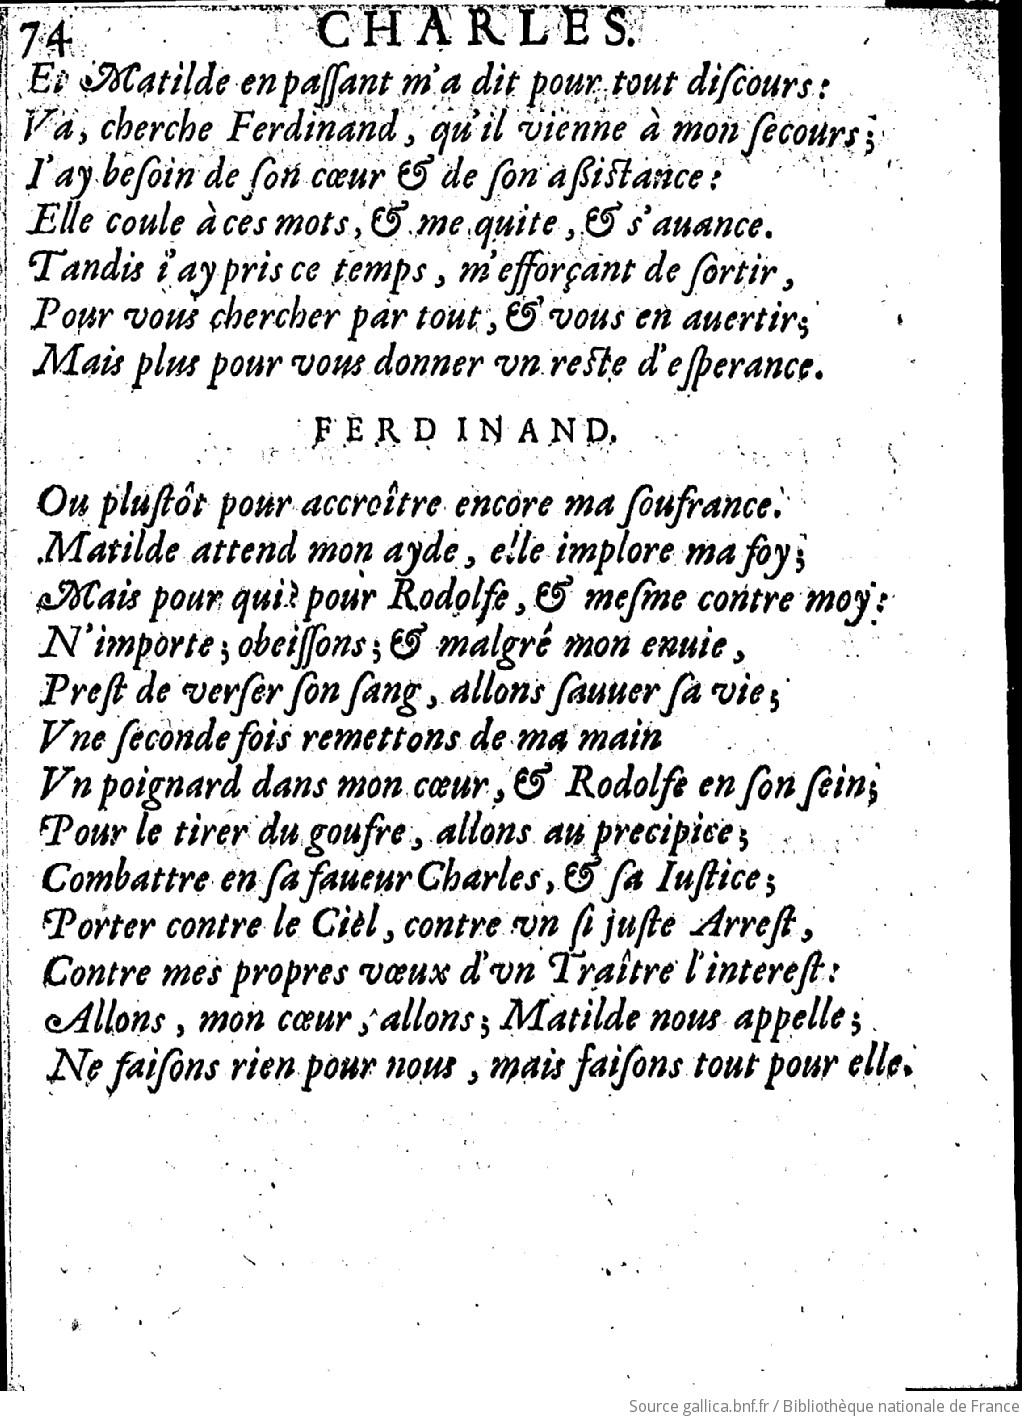 74 CHARLES.
Et Matilde en paſſant m'a dit pour tout diſcours:
Va, cherche Ferdinand, qu'il vienne à mon ſecours;
I'ay beſoin de ſon cœur & de ſon aßiſtance:
Elle coule à ces mots, & me quite, & s'auance.
Tandis i'ay pris ce temps, m'efforçant de ſortir,
Pour vous chercher par tout, & vous en auertir;
Mais plus pour vous donner vn reſte d'eſperance.
FERDINAND.
Ou pluſtôt pour accroître encore ma ſoufrance.
Matilde attend mon ayde, elle implore ma foy;
Mais pour qui? pour Rodolfe, & meſme contre moy:
N'importe; obeiſſons; & malgré mon enuie,
Preſt de verſer ſon ſang, allons ſauuer ſa vie;
Vne ſeconde fois remettons de ma main
Vn poignard dans mon cœur, & Rodolfe en ſon ſein;
Pour le tirer du goufre, allons au precipice;
Combattre en ſa faueur Charles, & ſa Iuſtice;
Porter contre le Ciel, contre vn ſi juſte Arreſt,
Contre mes propres vœux d'vn Traître l'intereſt:
Allons, mon cœur, allons; Matilde nous appelle;
Ne faiſons rien pour nous, mais faiſons tout pour elle.
Source gallica.bnf.fr / Bibliothèque nationale de France